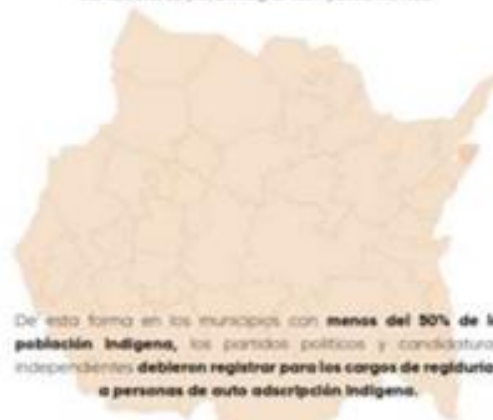 De esta forma en los municipios con menos del 50% de la
población indígena, los partidos políticos y candidaturas
independientes debieron registrar para los cargos de regiduría
a personas de auto adscripción indígena.